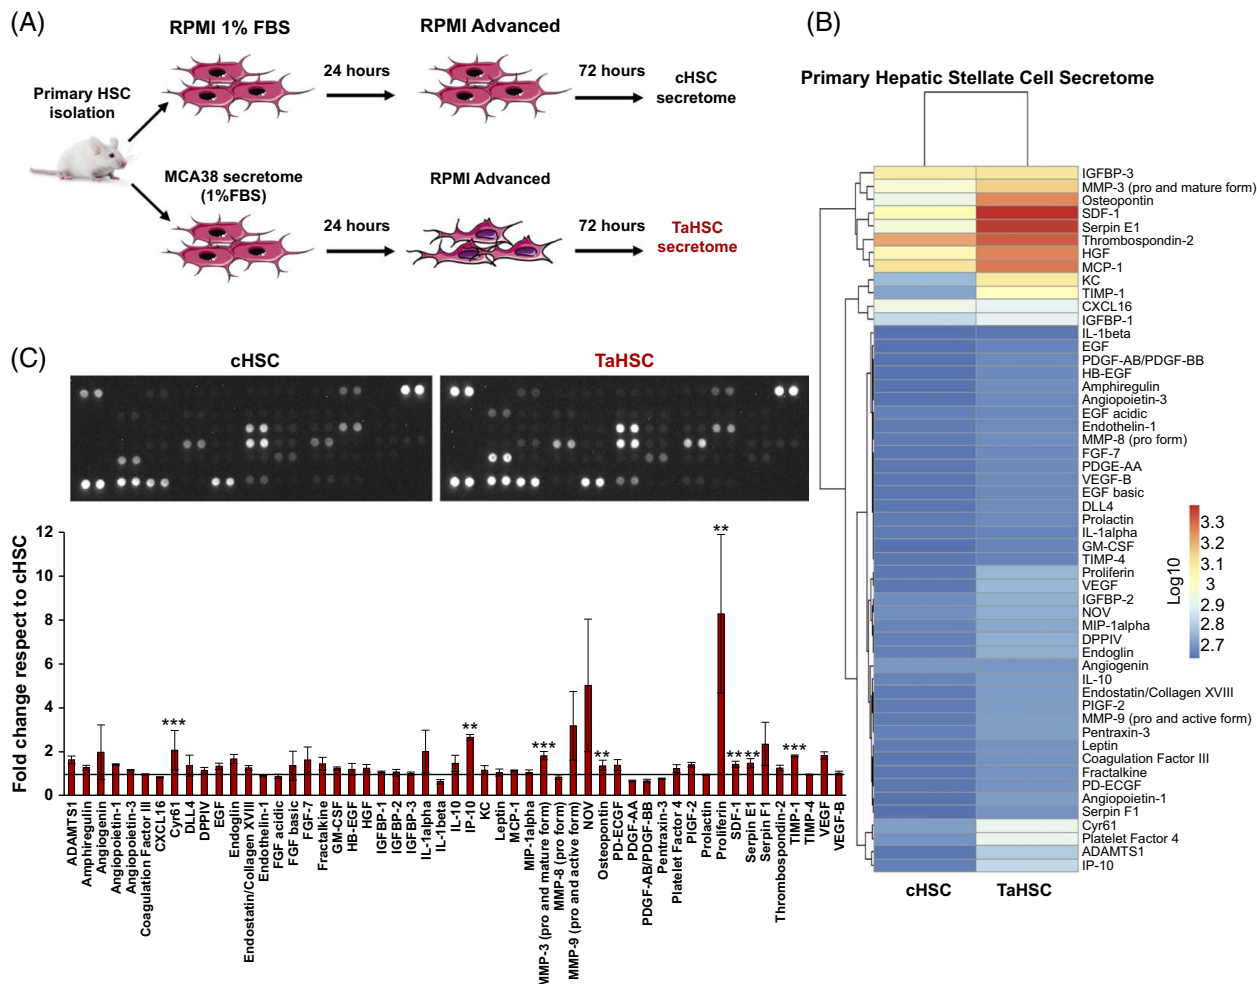 (A)
RPMI 1% FBS
RPMI Advanced
24 hours
72 hours
Primary HSC
isolation
cHSC
secretome
MCA38 secretome
(1%FBS)
RPMI Advanced
24 hours
72 hours
TaHSC
secretome
(B)
Primary Hepatic Stellate Cell Secretome
IGFBP-3
MMP-3 (pro and mature form)
Osteopontin
SDF-1
Serpin E1
Thrombospondin-2
HGF
MCP-1
KC
TIMP-1
CXCL16
IGFBP-1
IL-1beta
EGF
PDGF-AB/PDGF-BB
HB-EGF
Amphiregulin
Angiopoietin-3
EGF acidic
Endothelin-1
MMP-8 (pro form)
FGF-7
PDGE-AA
VEGF-B
EGF basic
DLL4
Prolactin
IL-1alpha
GM-CSF
TIMP-4
Proliferin
VEGF
IGFBP-2
NOV
MIP-1alpha
DPPIV
Endoglin
Angiogenin
IL-10
Endostatin/Collagen XVIII
PIGF-2
MMP-9 (pro and active form)
Pentraxin-3
Leptin
Coagulation Factor III
Fractalkine
PD-ECGF
Angiopoietin-1
Serpin F1
Cyr61
Platelet Factor 4
ADAMTS1
IP-10
cHSC
TaHSC
Log10
3.3
3.2
3.1
3
2.9
2.8
2.7
(C)
cHSC
TaHSC
Fold change respect to cHSC
12
10
8
6
4
2
0
***
**
***
**
**
**
**
***
ADAMTS1
Amphiregulin
Angiogenin
Angiopoietin-1
Angiopoietin-3
Coagulation Factor III
CXCL16
Cyr61
DLL4
DPPIV
EGF
Endoglin
Endostatin/Collagen XVIII
Endothelin-1
FGF acidic
FGF basic
FGF-7
Fractalkine
GM-CSF
HB-EGF
HGF
IGFBP-1
IGFBP-2
IGFBP-3
IL-1alpha
IL-1beta
IL-10
IP-10
KC
Leptin
MCP-1
MIP-1alpha
MMP-3 (pro and mature form)
MMP-8 (pro form)
MMP-9 (pro and active form)
NOV
Osteopontin
PD-ECGF
PDGF-AA
PDGF-AB/PDGF-BB
Pentraxin-3
Platelet Factor 4
PIGF-2
Prolactin
Proliferin
SDF-1
Serpin E1
Serpin F1
Thrombospondin-2
TIMP-1
TIMP-4
VEGF
VEGF-B